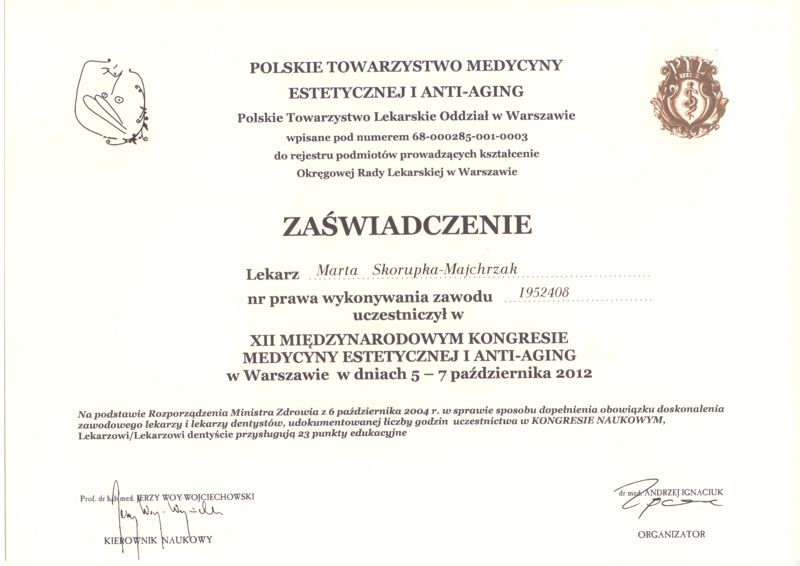 POLSKIE TOWARZYSTWO MEDYCYNY
ESTETYCZNEJ I ANTI-AGING
Polskie Towarzystwo Lekarskie Oddział w Warszawie
wpisane pod numerem 68-000285-001-0003
do rejestru podmiotów prowadzących kształcenie
Okręgowej Rady Lekarskiej w Warszawie
ZAŚWIADCZENIE
Lekarz Marta Skorupka-Majchrzak
nr prawa wykonywania zawodu 1952408
uczestniczył w
XII MIĘDZYNARODOWYM KONGRESIE
MEDYCYNY ESTETYCZNEJ I ANTI-AGING
w Warszawie w dniach 5 – 7 października 2012
Na podstawie Rozporządzenia Ministra Zdrowia z 6 października 2004 r. w sprawie sposobu dopełnienia obowiązku doskonalenia
zawodowego lekarzy i lekarzy dentystów, udokumentowanej liczby godzin uczestnictwa w KONGRESIE NAUKOWYM,
Lekarzowi/Lekarzowi dentyście przysługują 23 punkty edukacyjne
Prof. dr hab med. JERZY WOY-WOJCIECHOWSKI
KIEROWNIK NAUKOWY
dr med. ANDRZEJ IGNACIUK
ORGANIZATOR